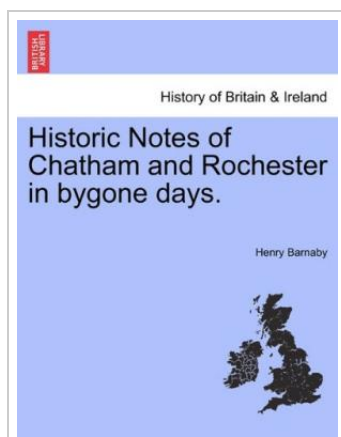 BRITISH
LIBRARY
History of Britain & Ireland
Historic Notes of
Chatham and Rochester
in bygone days.
Henry Barnaby